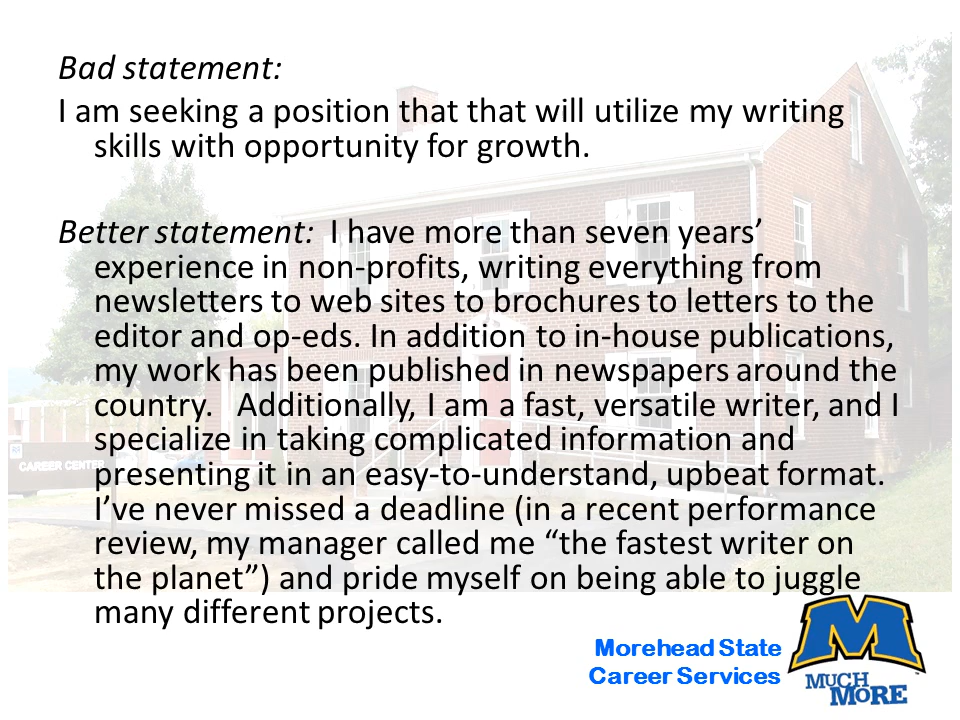 Bad statement:
I am seeking a position that that will utilize my writing
skills with opportunity for growth.
Better statement:  I have more than seven years’
experience in non-profits, writing everything from
newsletters to web sites to brochures to letters to the
editor and op-eds. In addition to in-house publications,
my work has been published in newspapers around the
country.   Additionally, I am a fast, versatile writer, and I
specialize in taking complicated information and
presenting it in an easy-to-understand, upbeat format.
I’ve never missed a deadline (in a recent performance
review, my manager called me “the fastest writer on
the planet”) and pride myself on being able to juggle
many different projects.
CAREER CENTER
Morehead State
Career Services
M
MUCH
MORE